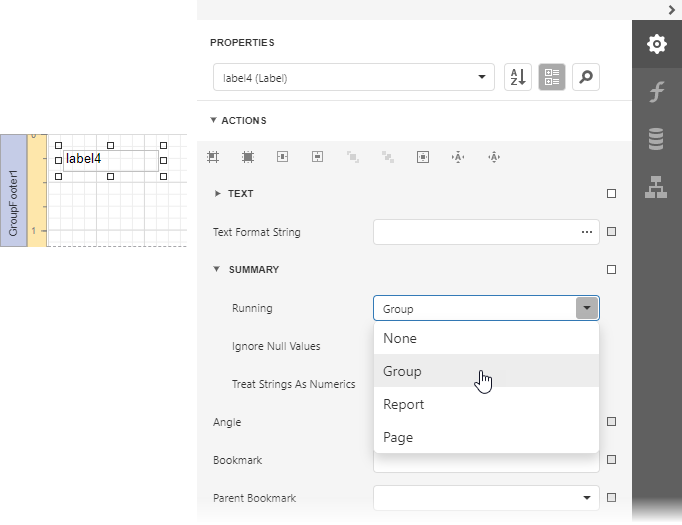 PROPERTIES
label4 (Label)
A
Z
ACTIONS
0
label4
GroupFooter1
1
TEXT
Text Format String
...
SUMMARY
Running
Group
None
Ignore Null Values
Group
Treat Strings As Numerics
Report
Angle
Page
Bookmark
Parent Bookmark